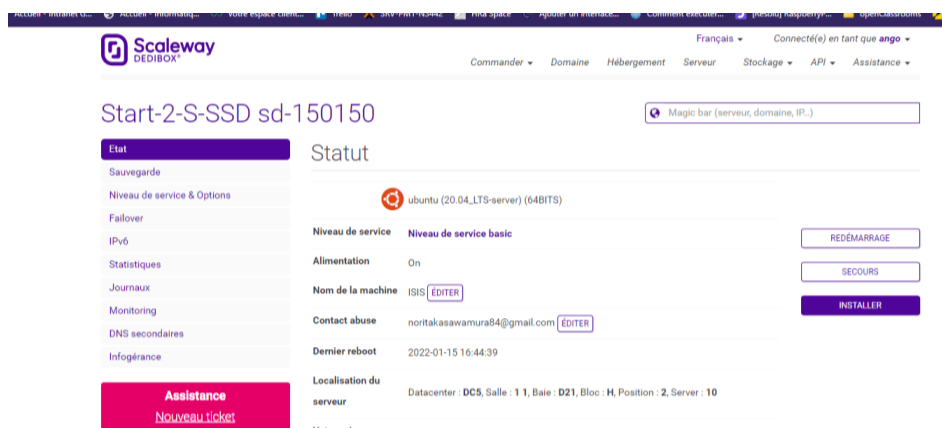 Accueil - Intranet G... Accueil - Informatiq... Votre espace client... Trello SRV-PMT-N3442 Hika Space Ajouter un interface... Comment exécuter... [Résolu] Raspberry... OpenClassrooms
Scaleway
DEDIBOX
Français Connecté(e) en tant que ango
Commander Domaine Hébergement Serveur Stockage API Assistance
Start-2-S-SSD sd-150150
Magic bar (serveur, domaine, IP...)
Etat
Statut
Sauvegarde
Niveau de service & Options
ubuntu (20.04_LTS-server) (64BITS)
Failover
Niveau de service Niveau de service basic
REDÉMARRAGE
IPv6
Alimentation On
Statistiques
SECOURS
Journaux
Nom de la machine ISIS ÉDITER
INSTALLER
Monitoring
Contact abuse noritakasawamura84@gmail.com ÉDITER
DNS secondaires
Infogérance
Dernier reboot 2022-01-15 16:44:39
Localisation du serveur
Datacenter : DC5, Salle : 1 1, Baie : D21, Bloc : H, Position : 2, Server : 10
Assistance
Nouveau ticket